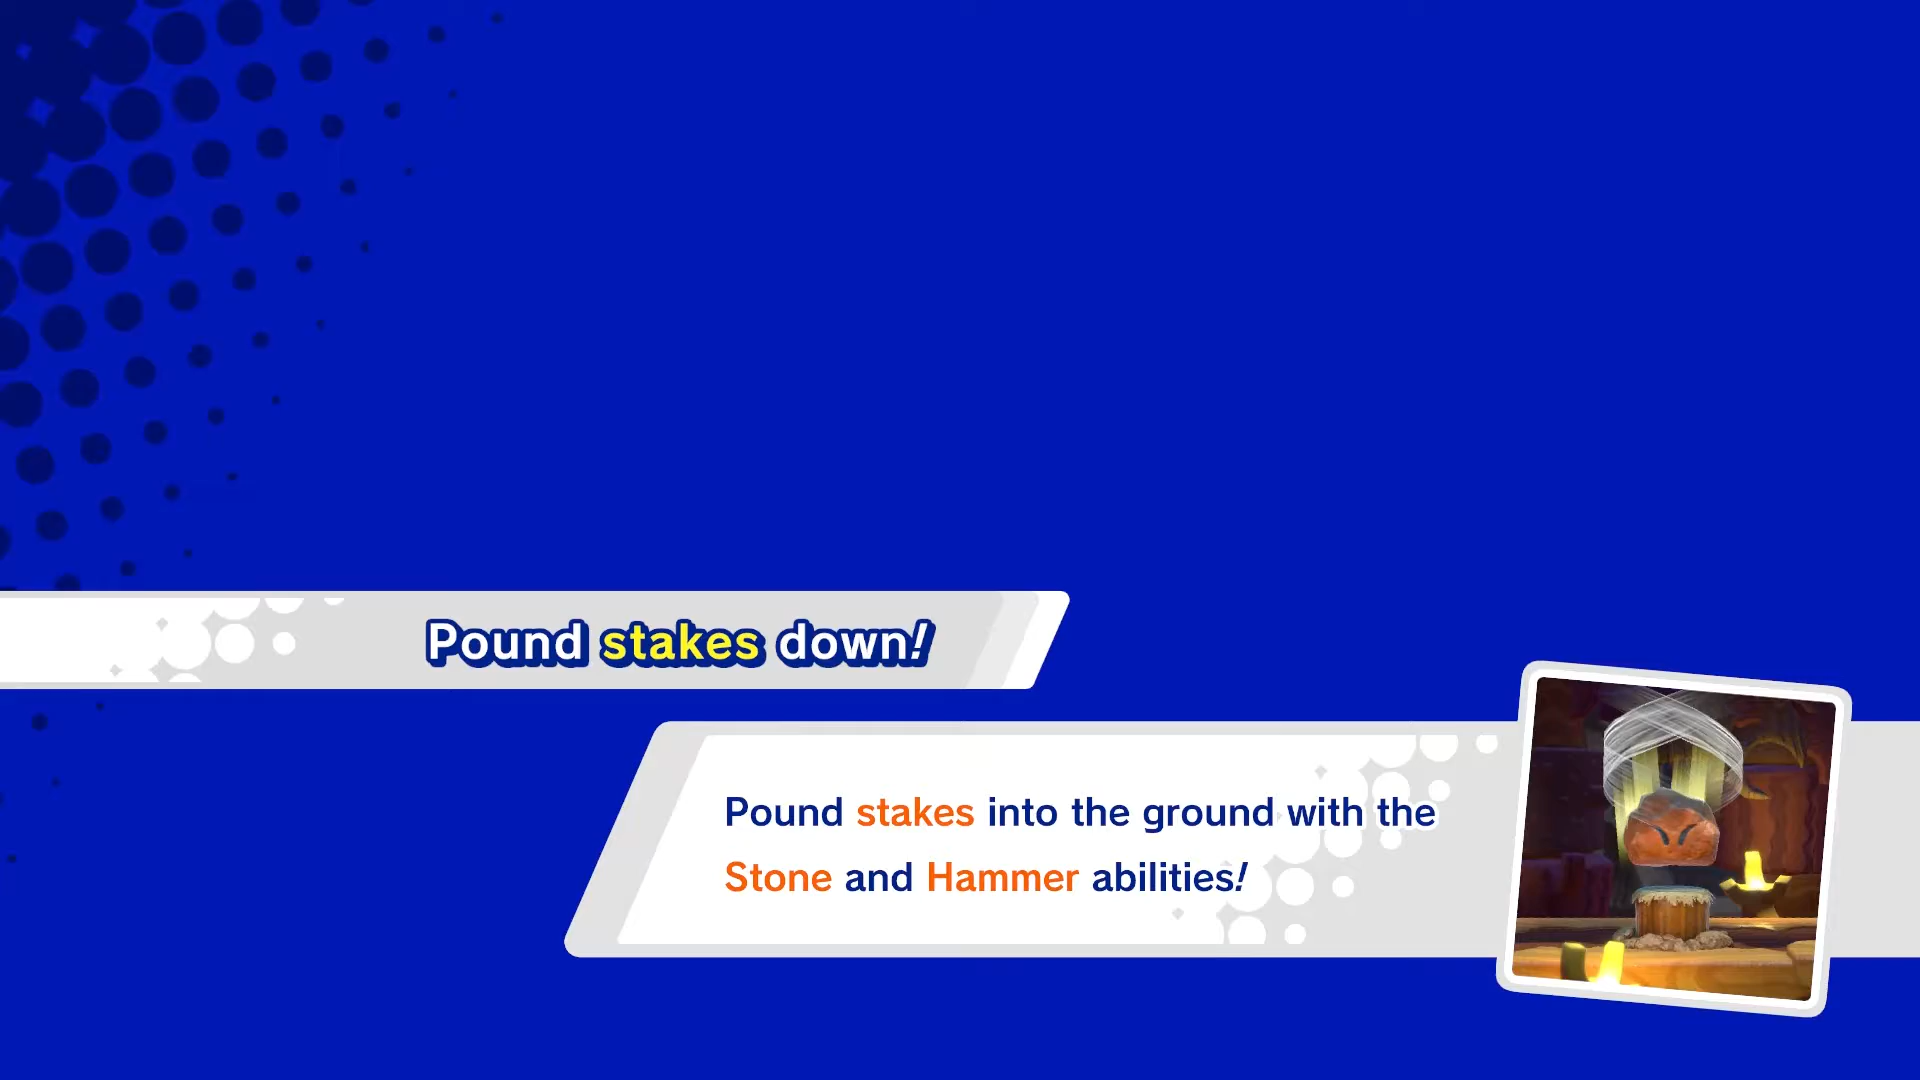 Pound stakes down!
Pound stakes into the ground with the
Stone and Hammer abilities!